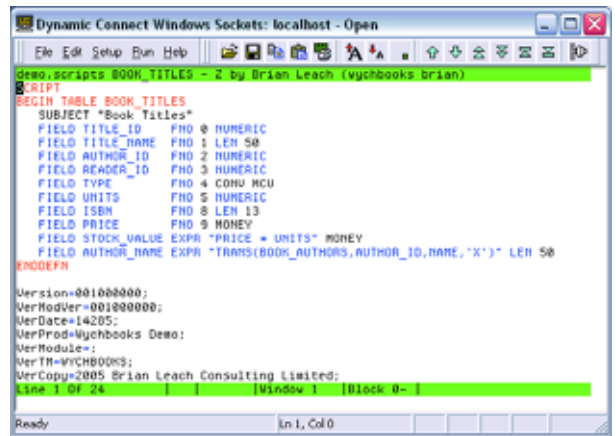 Dynamic Connect Windows Sockets: localhost - Open
File Edit Setup Run Help
demo.scripts BOOK_TITLES - Z by Brian Leach (wychbooks brian)
SCRIPT
BEGIN TABLE BOOK_TITLES
SUBJECT "Book Titles"
FIELD TITLE_ID FNO 0 NUMERIC
FIELD TITLE_NAME FNO 1 LEN 50
FIELD AUTHOR_ID FNO 2 NUMERIC
FIELD READER_ID FNO 3 NUMERIC
FIELD TYPE FNO 4 CONV MCU
FIELD UNITS FNO 5 NUMERIC
FIELD ISBN FNO 8 LEN 13
FIELD PRICE FNO 9 MONEY
FIELD STOCK_VALUE EXPR "PRICE * UNITS" MONEY
FIELD AUTHOR_NAME EXPR "TRANS(BOOK_AUTHORS,AUTHOR_ID,NAME,'X')" LEN 50
ENDDEFN
Version=001000000;
VerModVer=001000000;
VerDate=14285;
VerProd=Wychbooks Demo;
VerModule=;
VerTM=WYCHBOOKS;
VerCopy=2005 Brian Leach Consulting Limited;
Line 1 Of 24 | | |Window 1 |Block 0- |
Ready Ln 1, Col 0